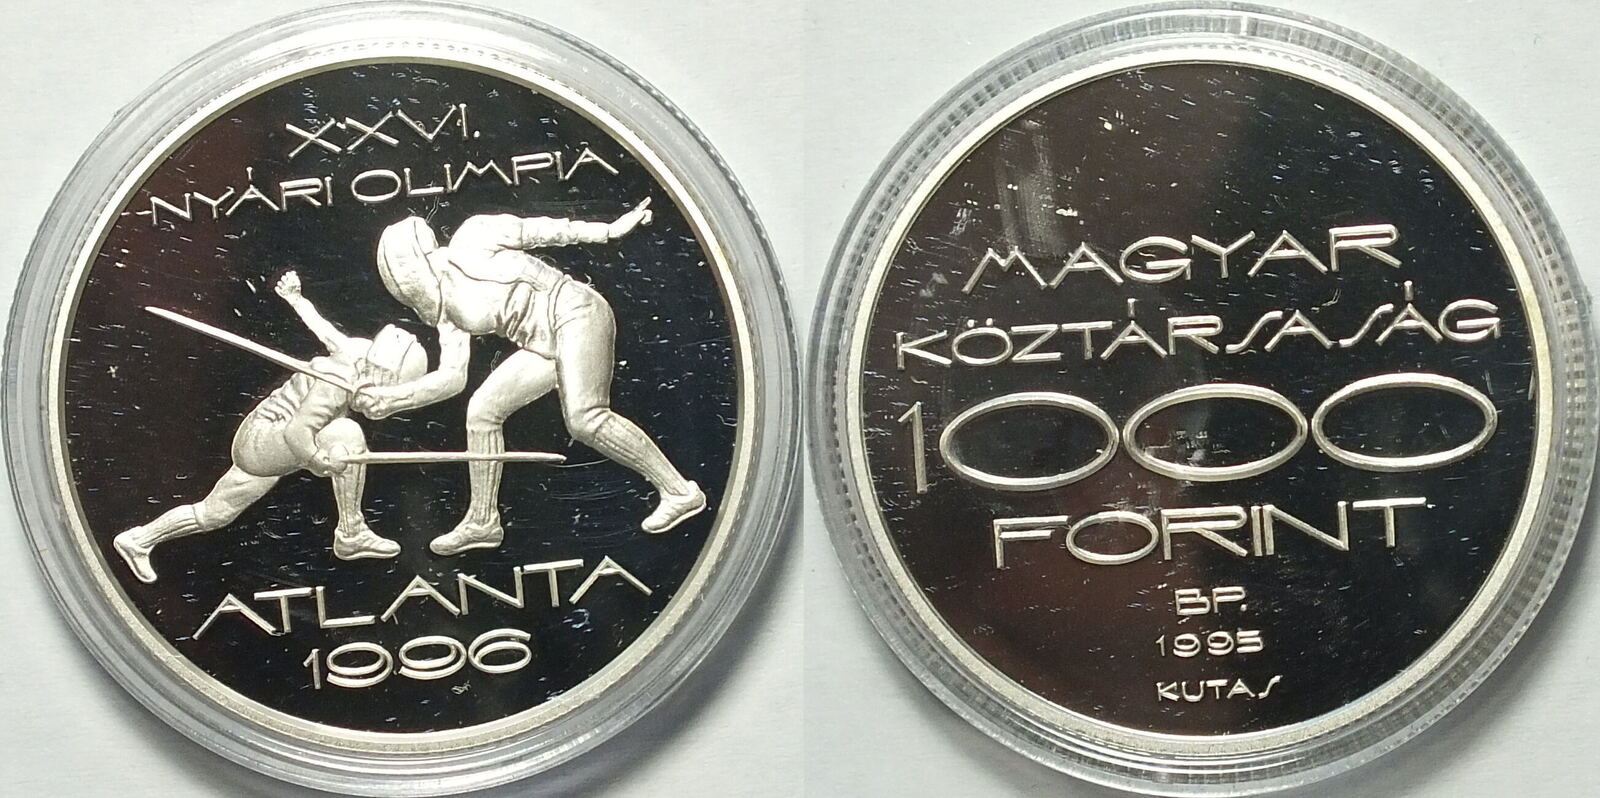 XXVI.
NYÁRI OLIMPIA
ATLANTA
1996
MAGYAR
KÖZTÁRSASÁG
1000
FORINT
BP.
1995
KUTAS